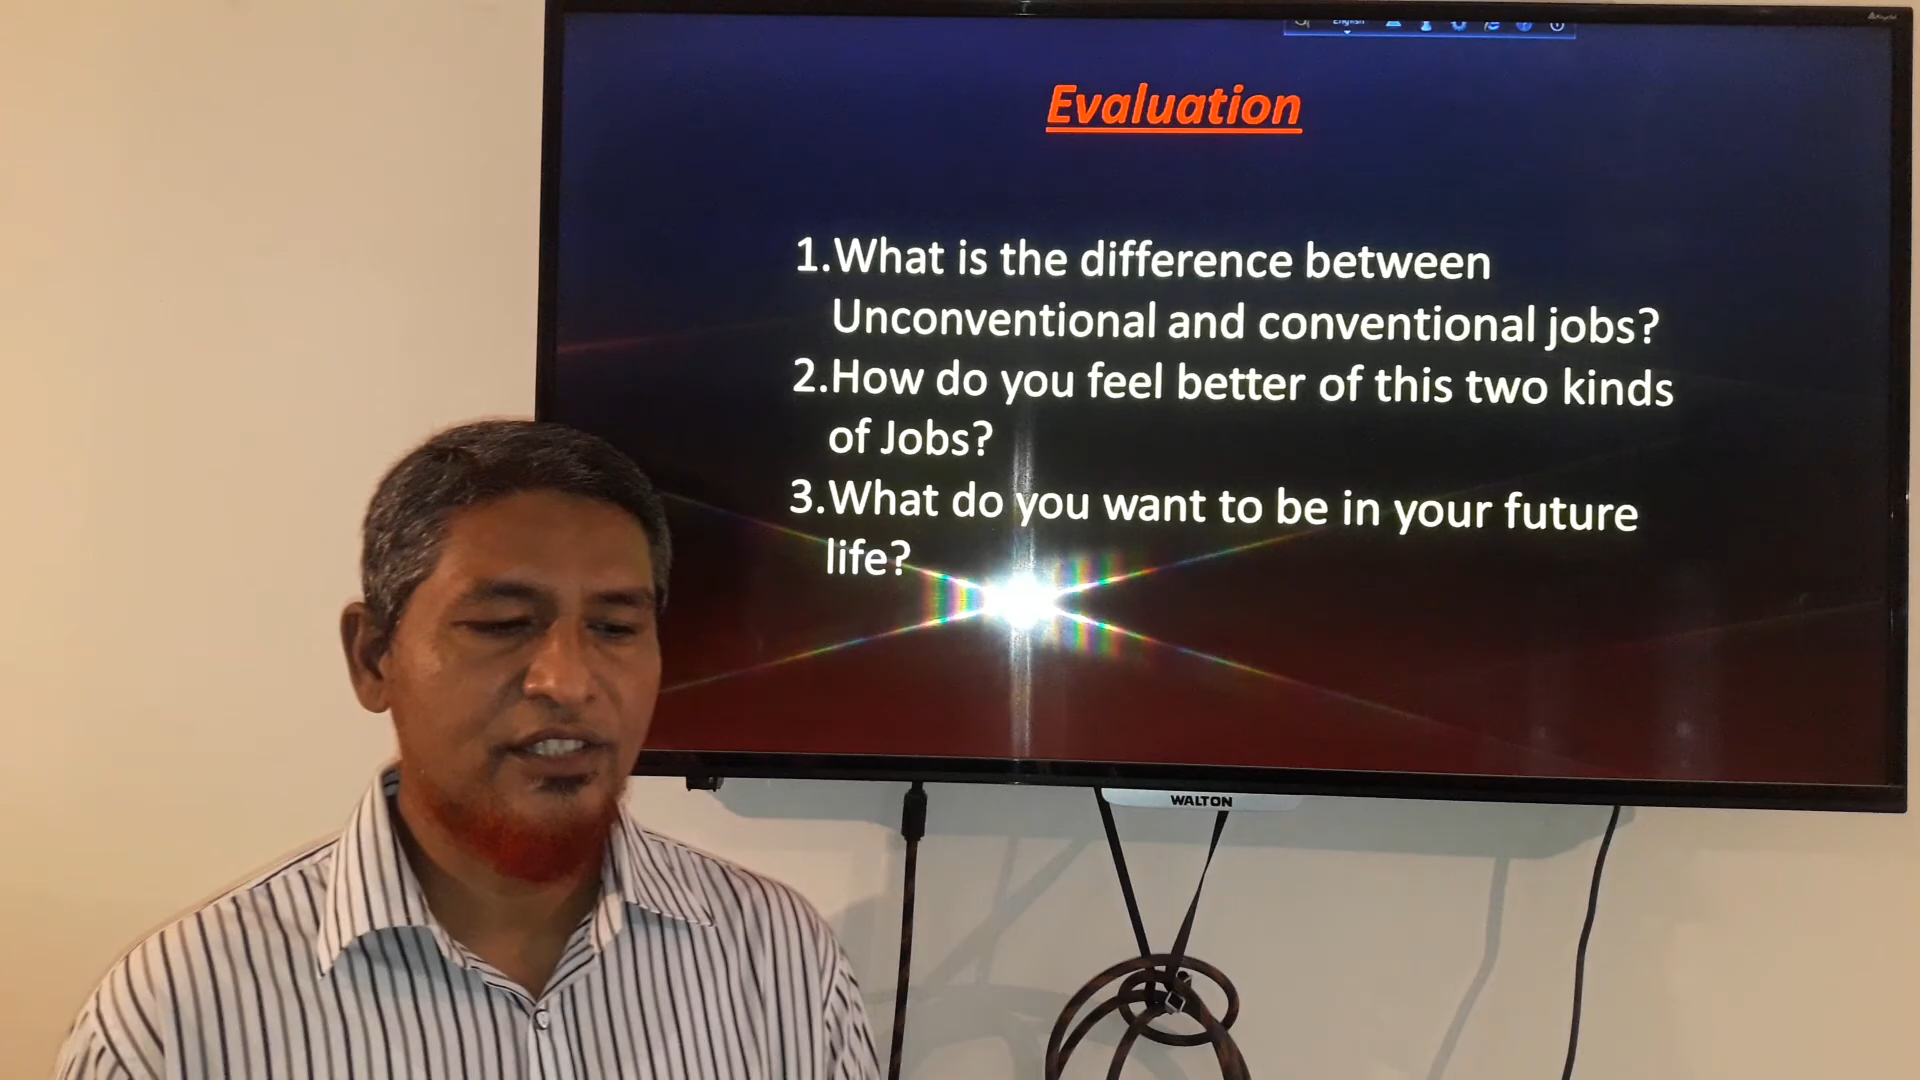 English
Evaluation
1.What is the difference between
Unconventional and conventional jobs?
2.How do you feel better of this two kinds
of Jobs?
3.What do you want to be in your future
life?
WALTON